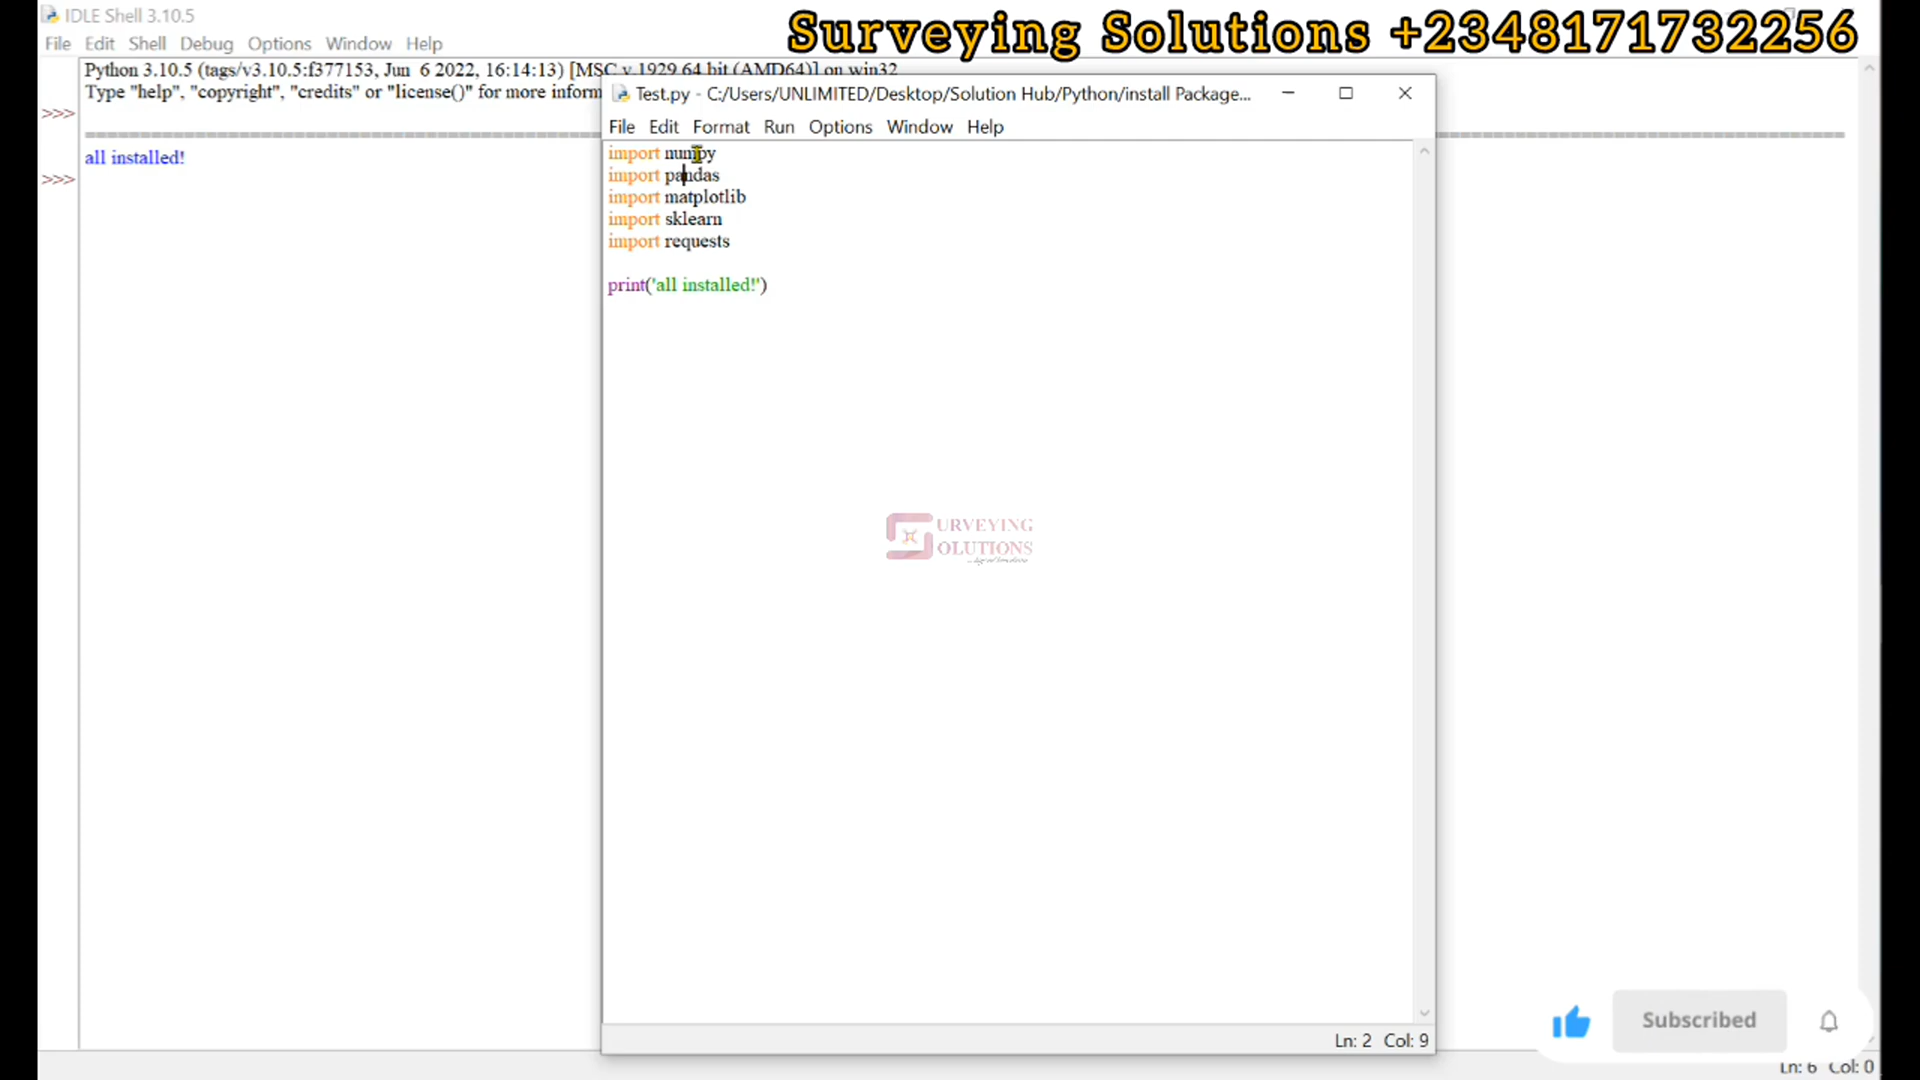 IDLE Shell 3.10.5
Surveying Solutions +2348171732256
File Edit Shell Debug Options Window Help
Python 3.10.5 (tags/v3.10.5:f377153, Jun 6 2022, 16:14:13) [MSC v.1929 64 bit (AMD64)] on win32
Type "help", "copyright", "credits" or "license()" for more inform
>>>
all installed!
>>>
Test.py - C:/Users/UNLIMITED/Desktop/Solution Hub/Python/install Package...
File Edit Format Run Options Window Help
import numpy
import pandas
import matplotlib
import sklearn
import requests
print('all installed!')
SURVEYING
SOLUTIONS
Ln: 2 Col: 9
Subscribed
Ln: 6 Col: 0